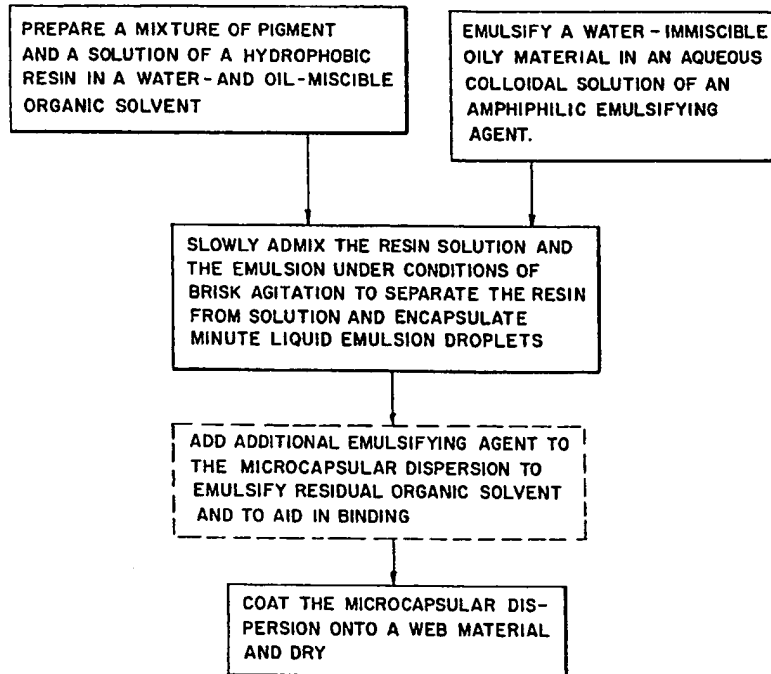 PREPARE A MIXTURE OF PIGMENT
AND A SOLUTION OF A HYDROPHOBIC
RESIN IN A WATER-AND OIL-MISCIBLE
ORGANIC SOLVENT
EMULSIFY A WATER-IMMISCIBLE
OILY MATERIAL IN AN AQUEOUS
COLLOIDAL SOLUTION OF AN
AMPHIPHILIC EMULSIFYING
AGENT.
SLOWLY ADMIX THE RESIN SOLUTION AND
THE EMULSION UNDER CONDITIONS OF
BRISK AGITATION TO SEPARATE THE RESIN
FROM SOLUTION AND ENCAPSULATE
MINUTE LIQUID EMULSION DROPLETS
ADD ADDITIONAL EMULSIFYING AGENT TO
THE MICROCAPSULAR DISPERSION TO
EMULSIFY RESIDUAL ORGANIC SOLVENT
AND TO AID IN BINDING
COAT THE MICROCAPSULAR DIS-
PERSION ONTO A WEB MATERIAL
AND DRY